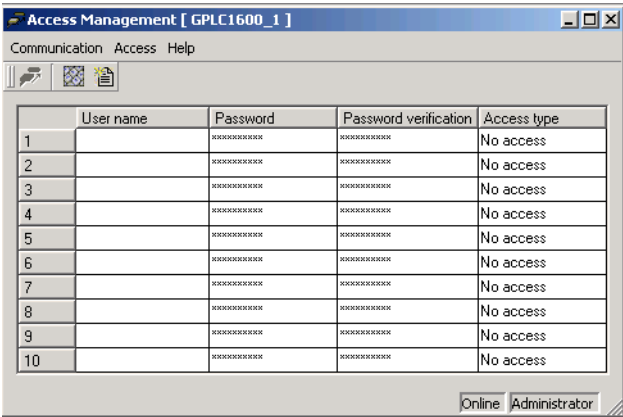 Access Management [ GPLC1600_1 ]
Communication Access Help
User name Password Password verification Access type
1 ********** ********** No access
2 ********** ********** No access
3 ********** ********** No access
4 ********** ********** No access
5 ********** ********** No access
6 ********** ********** No access
7 ********** ********** No access
8 ********** ********** No access
9 ********** ********** No access
10 ********** ********** No access
Online Administrator